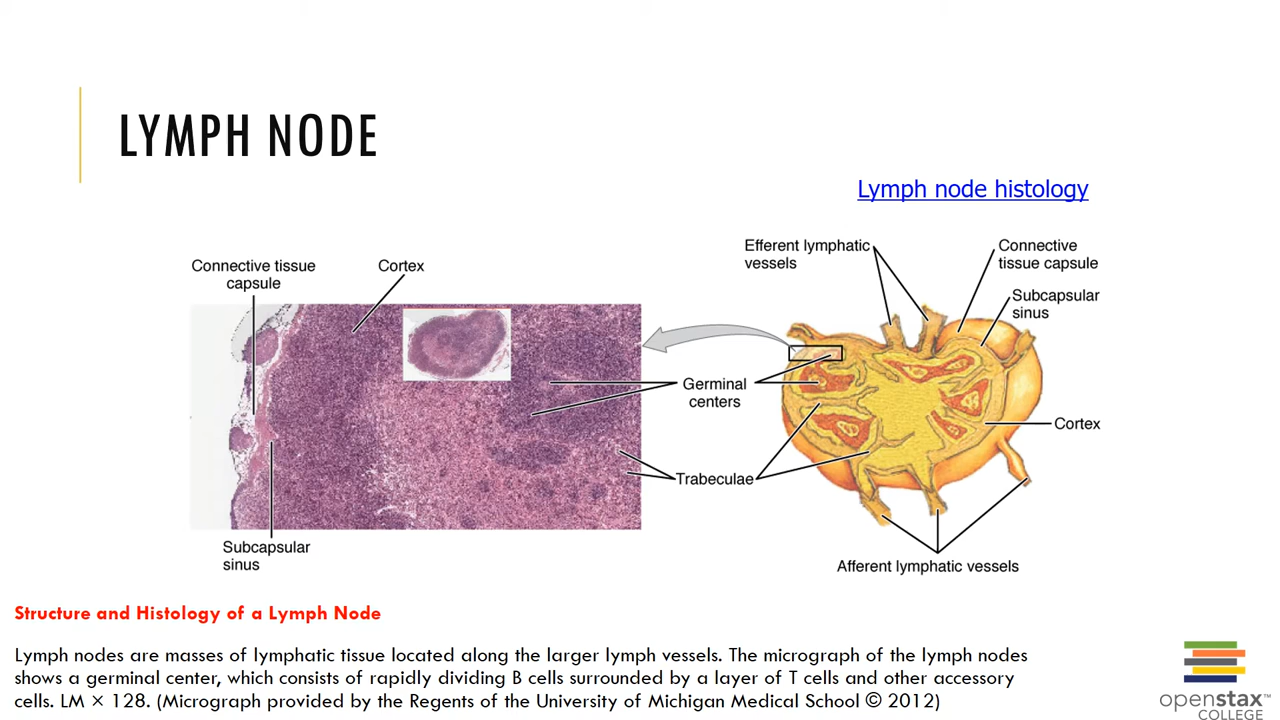 LYMPH NODE
Lymph node histology
Connective tissue
capsule
Cortex
Subcapsular
sinus
Germinal
centers
Trabeculae
Efferent lymphatic
vessels
Connective
tissue capsule
Subcapsular
sinus
Cortex
Afferent lymphatic vessels
Structure and Histology of a Lymph Node
Lymph nodes are masses of lymphatic tissue located along the larger lymph vessels. The micrograph of the lymph nodes
shows a germinal center, which consists of rapidly dividing B cells surrounded by a layer of T cells and other accessory
cells. LM × 128. (Micrograph provided by the Regents of the University of Michigan Medical School © 2012)
openstax™
COLLEGE